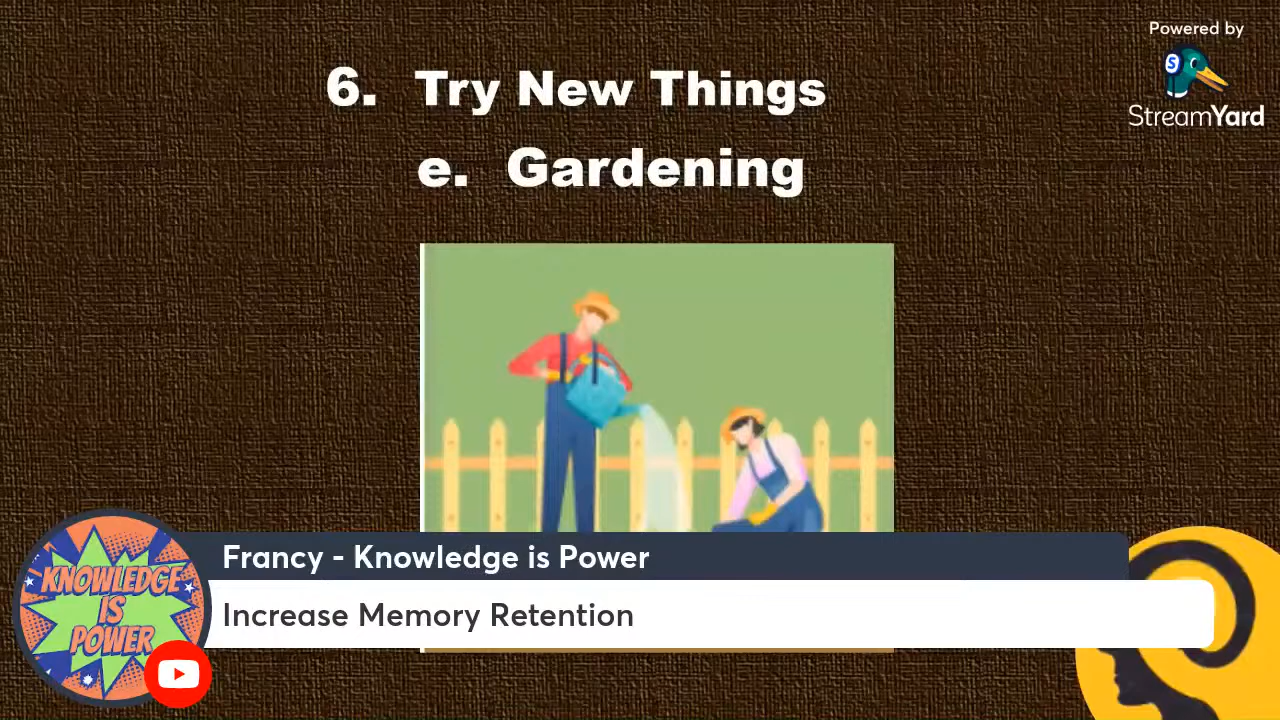 Powered by
StreamYard
6. Try New Things
e. Gardening
Francy - Knowledge is Power
Increase Memory Retention
KNOWLEDGE
IS
POWER
S